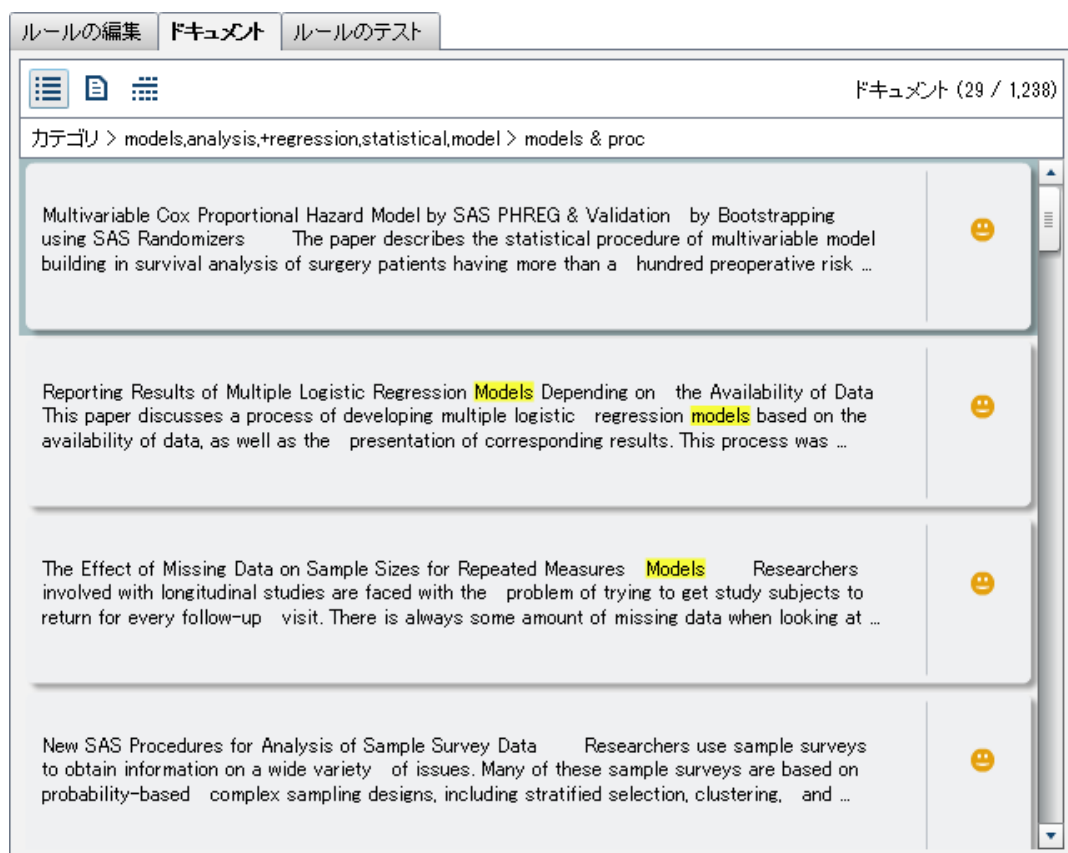 ルールの編集 ドキュメント ルールのテスト
ドキュメント (29 / 1,238)
カテゴリ > models,analysis,+regression,statistical,model > models & proc
Multivariable Cox Proportional Hazard Model by SAS PHREG & Validation by Bootstrapping
using SAS Randomizers The paper describes the statistical procedure of multivariable model
building in survival analysis of surgery patients having more than a hundred preoperative risk ...
Reporting Results of Multiple Logistic Regression Models Depending on the Availability of Data
This paper discusses a process of developing multiple logistic regression models based on the
availability of data, as well as the presentation of corresponding results. This process was ...
The Effect of Missing Data on Sample Sizes for Repeated Measures Models Researchers
involved with longitudinal studies are faced with the problem of trying to get study subjects to
return for every follow-up visit. There is always some amount of missing data when looking at ...
New SAS Procedures for Analysis of Sample Survey Data Researchers use sample surveys
to obtain information on a wide variety of issues. Many of these sample surveys are based on
probability-based complex sampling designs, including stratified selection, clustering, and ...